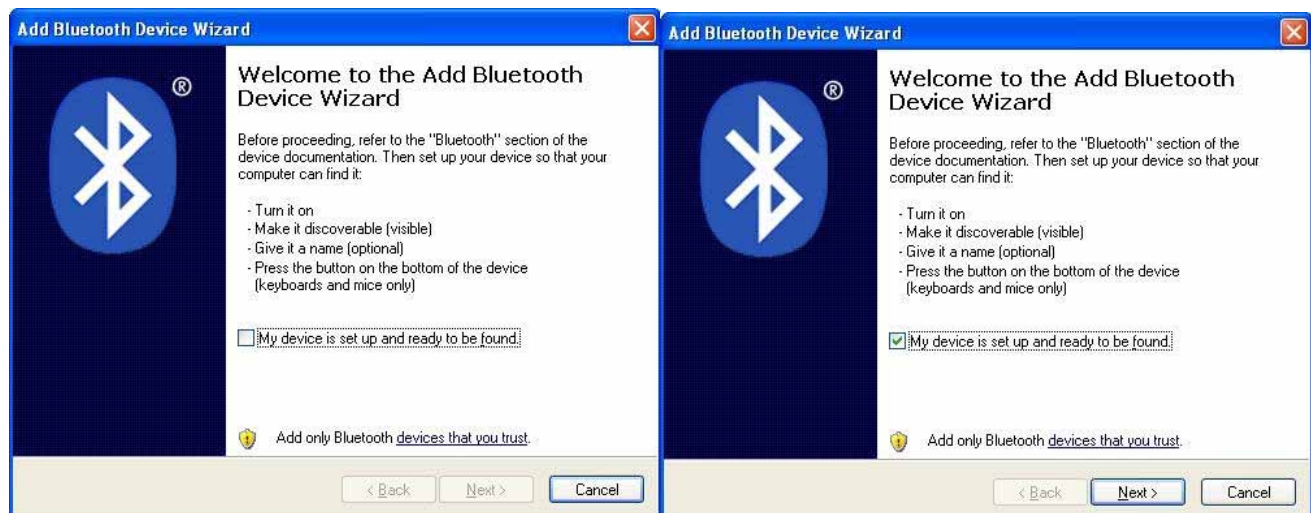 Add Bluetooth Device Wizard
®
Welcome to the Add Bluetooth
Device Wizard
Before proceeding, refer to the "Bluetooth" section of the
device documentation. Then set up your device so that your
computer can find it:
- Turn it on
- Make it discoverable (visible)
- Give it a name (optional)
- Press the button on the bottom of the device
(keyboards and mice only)
My device is set up and ready to be found.
Add only Bluetooth devices that you trust.
< Back Next > Cancel
Add Bluetooth Device Wizard
®
Welcome to the Add Bluetooth
Device Wizard
Before proceeding, refer to the "Bluetooth" section of the
device documentation. Then set up your device so that your
computer can find it:
- Turn it on
- Make it discoverable (visible)
- Give it a name (optional)
- Press the button on the bottom of the device
(keyboards and mice only)
My device is set up and ready to be found.
Add only Bluetooth devices that you trust.
< Back Next > Cancel